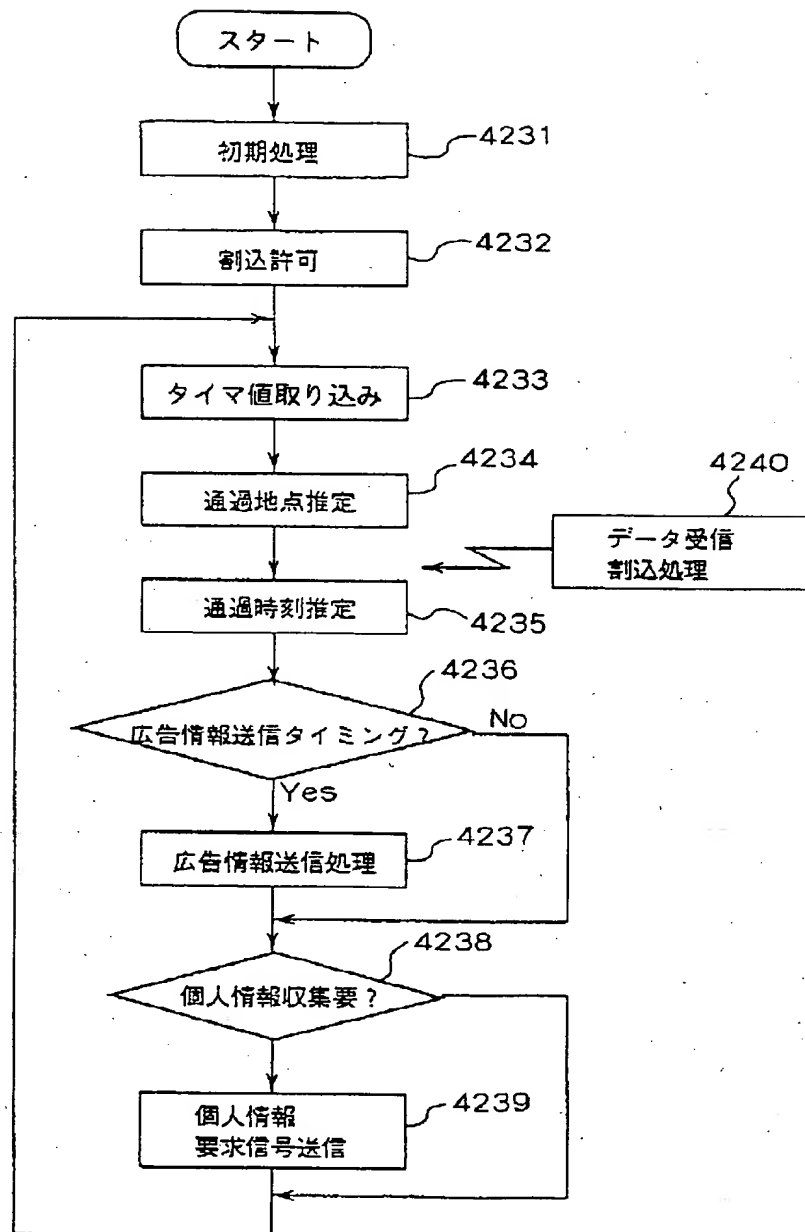 スタート
初期処理
4231
割込許可
4232
タイマ値取り込み
4233
通過地点推定
4234
データ受信
割込処理
4240
通過時刻推定
4235
広告情報送信タイミング?
4236
No
Yes
広告情報送信処理
4237
個人情報収集要?
4238
個人情報
要求信号送信
4239